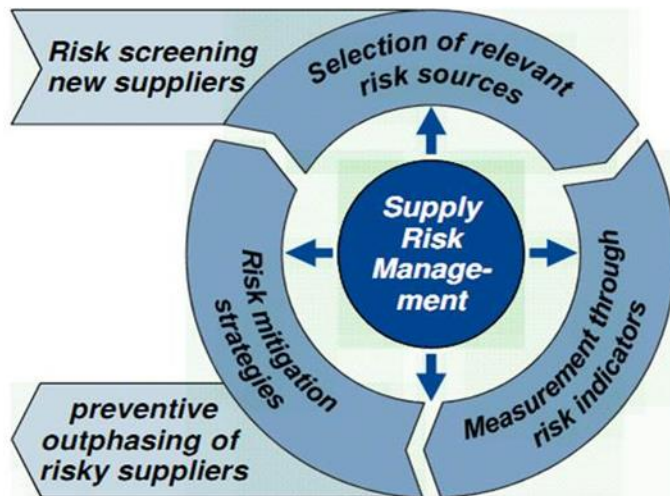 Risk screening
new suppliers
Selection of relevant
risk sources
Supply
Risk
Manage-
ment
Measurement through
risk indicators
Risk mitigation
strategies
preventive
outphasing of
risky suppliers